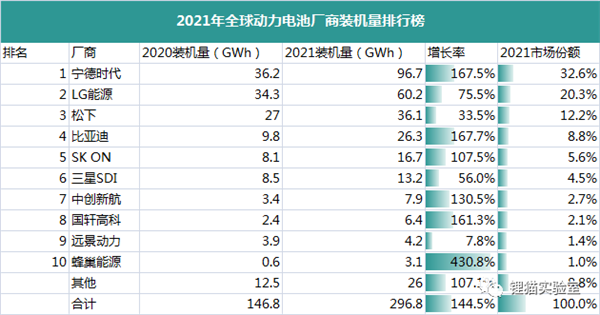 2021年全球动力电池厂商装机量排行榜
排名 厂商 2020装机量（GWh） 2021装机量（GWh） 增长率 2021市场份额
1 宁德时代 36.2 96.7 167.5% 32.6%
2 LG能源 34.3 60.2 75.5% 20.3%
3 松下 27 36.1 33.5% 12.2%
4 比亚迪 9.8 26.3 167.7% 8.8%
5 SK ON 8.1 16.7 107.5% 5.6%
6 三星SDI 8.5 13.2 56.0% 4.5%
7 中创新航 3.4 7.9 130.5% 2.7%
8 国轩高科 2.4 6.4 161.3% 2.1%
9 远景动力 3.9 4.2 7.8% 1.4%
10 蜂巢能源 0.6 3.1 430.8% 1.0%
其他 12.5 26
合计 146.8 296.8 144.5% 100.0%
锂猫实验室